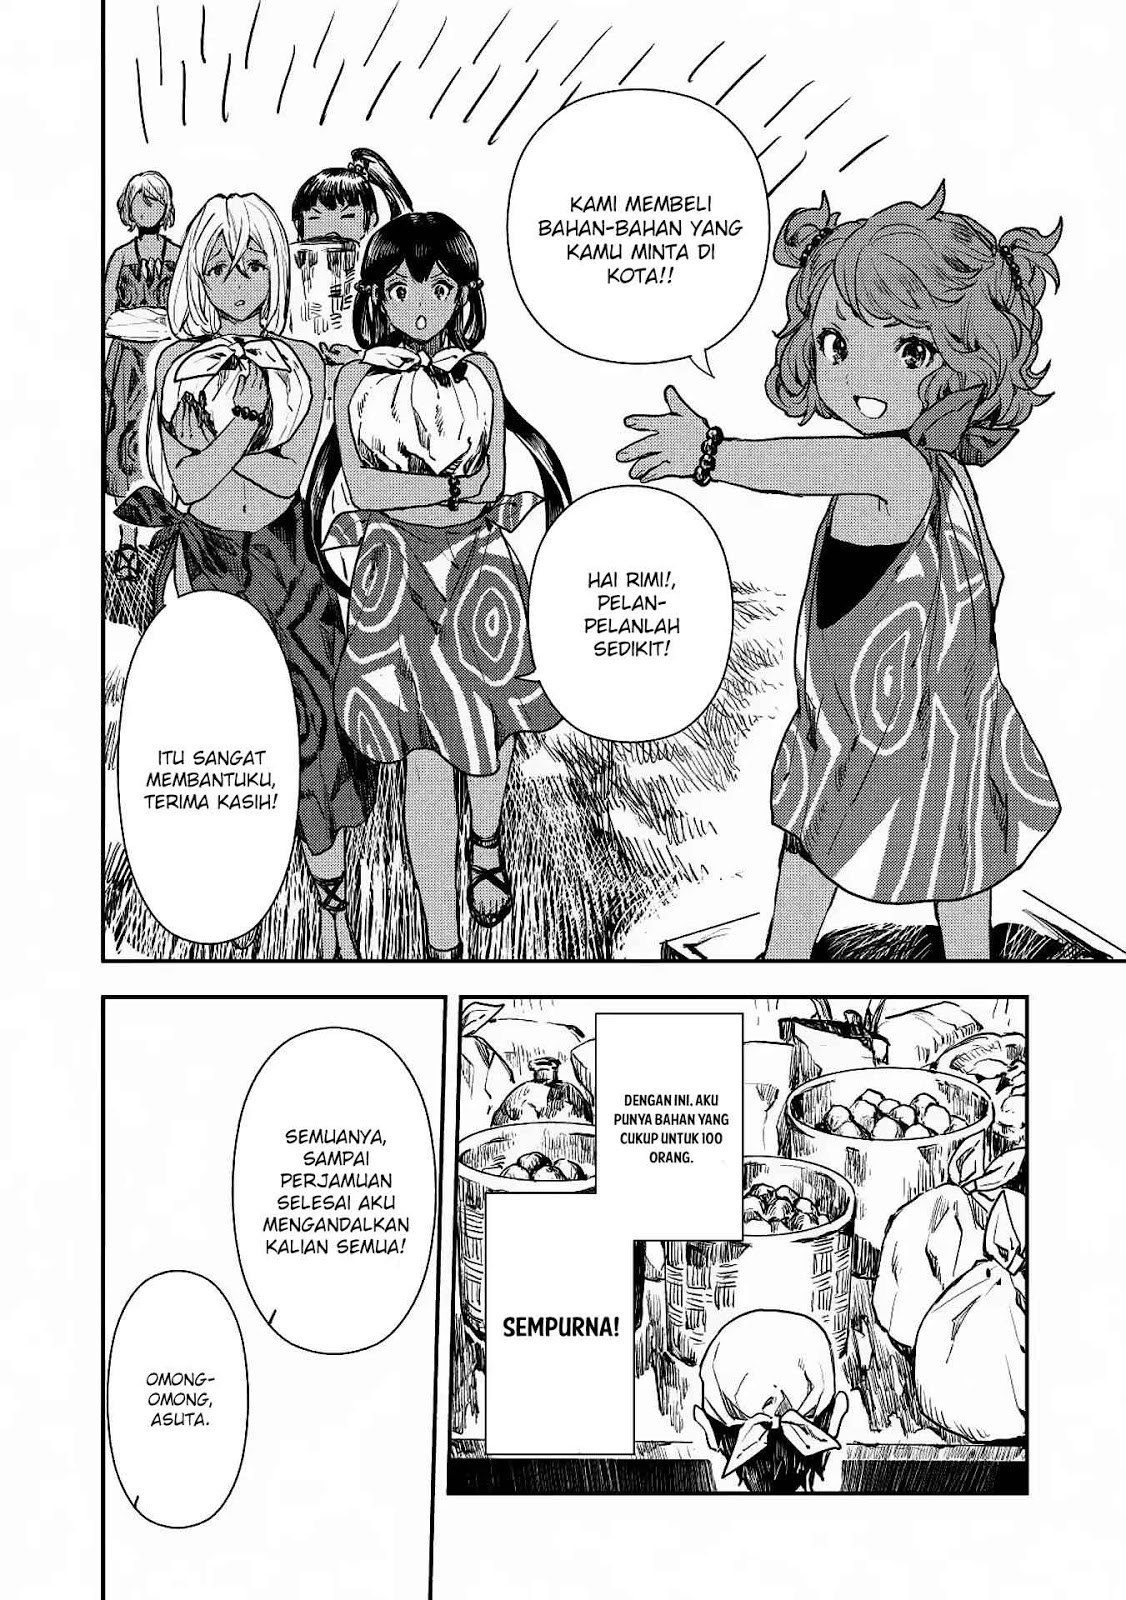 KAMI MEMBELI
BAHAN-BAHAN YANG
KAMU MINTA DI
KOTA!!
HAI RIMI!,
PELAN-
PELANLAH
SEDIKIT!
ITU SANGAT
MEMBANTUKU,
TERIMA KASIH!
DENGAN INI, AKU
PUNYA BAHAN YANG
CUKUP UNTUK 100
ORANG.
SEMPURNA!
SEMUANYA,
SAMPAI
PERJAMUAN
SELESAI AKU
MENGANDALKAN
KALIAN SEMUA!
OMONG-
OMONG,
ASUTA.